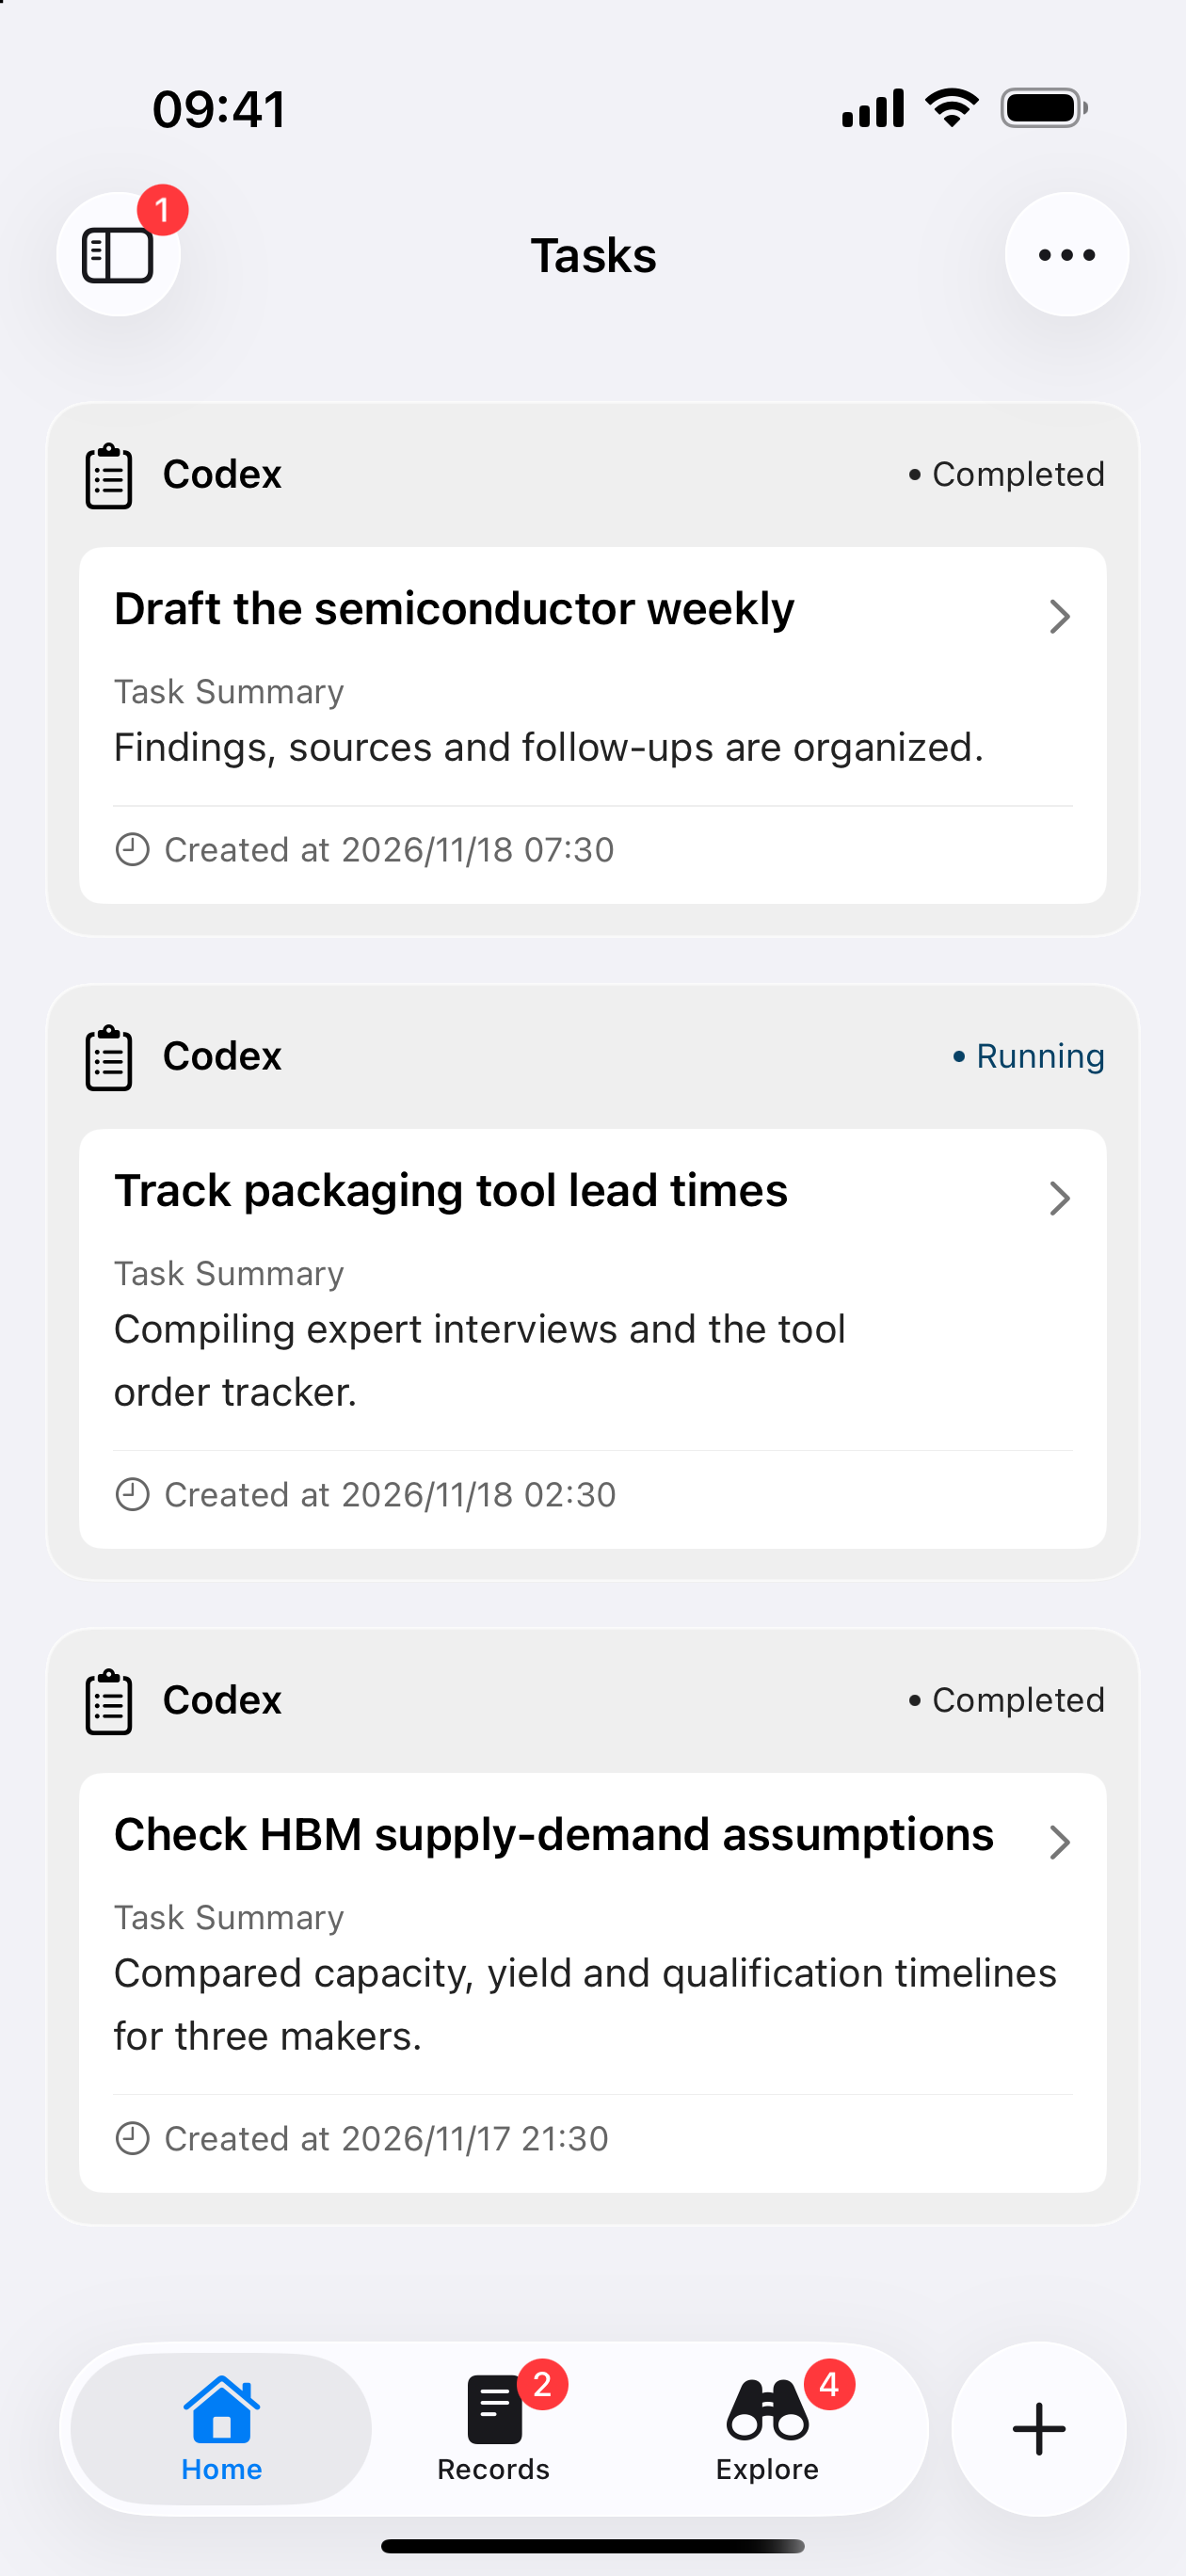 09:41
1
Tasks
Codex
• Completed
Draft the semiconductor weekly
Task Summary
Findings, sources and follow-ups are organized.
Created at 2026/11/18 07:30
Codex
• Running
Track packaging tool lead times
Task Summary
Compiling expert interviews and the tool
order tracker.
Created at 2026/11/18 02:30
Codex
• Completed
Check HBM supply-demand assumptions
Task Summary
Compared capacity, yield and qualification timelines
for three makers.
Created at 2026/11/17 21:30
2
4
Home
Records
Explore